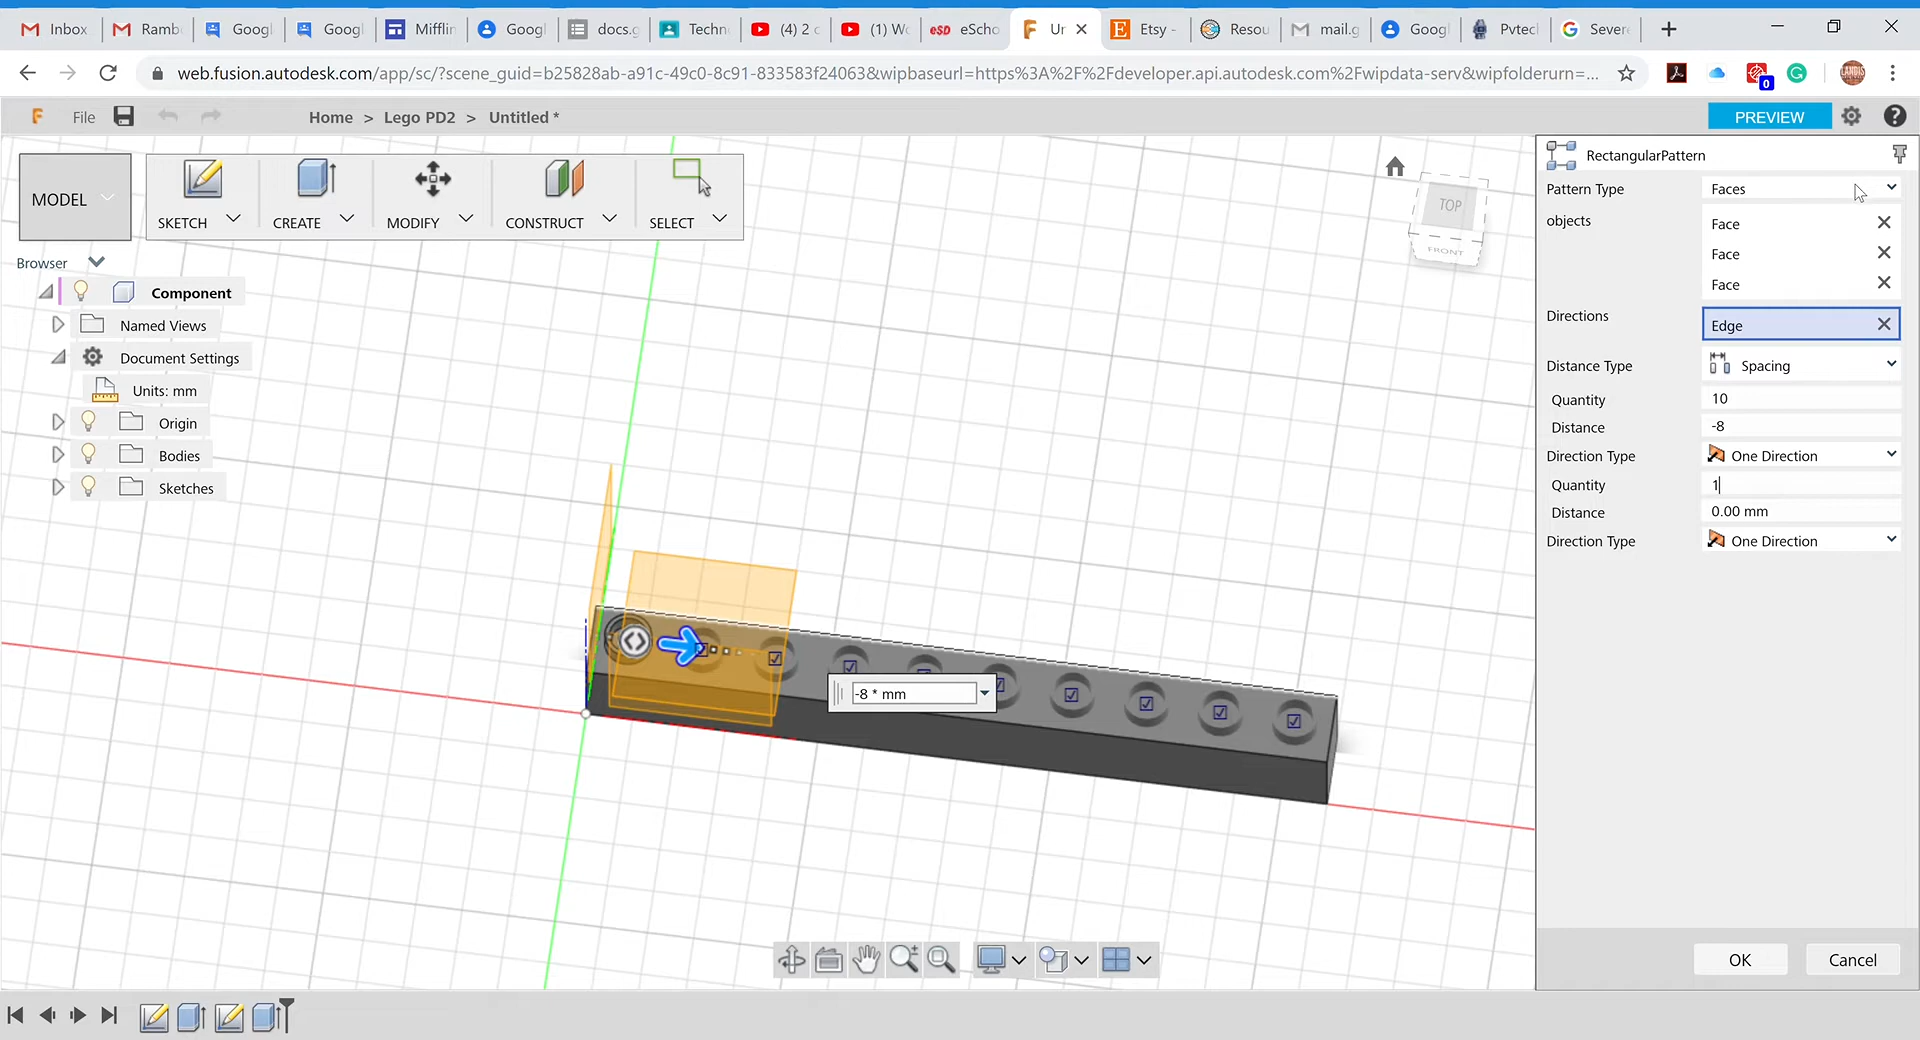 Inbox
Ramb
Googl
Googl
Mifflin
Googl
docs.g
Techn
(4) 2 c
(1) Wc
esD eScho
Ur
Etsy -
Resou
mail.g
Googl
Pvtecl
Severe
web.fusion.autodesk.com/app/sc/?scene_guid=b25828ab-a91c-49c0-8c91-833583f24063&wipbaseurl=https%3A%2F%2Fdeveloper.api.autodesk.com%2Fwipdata-serv&wipfolderurn=...
0
File
Home > Lego PD2 > Untitled *
PREVIEW
MODEL
SKETCH
CREATE
MODIFY
CONSTRUCT
SELECT
TOP
FRONT
Browser
Component
Named Views
Document Settings
Units: mm
Origin
Bodies
Sketches
-8 * mm
RectangularPattern
Pattern Type Faces
objects Face
Face
Face
Directions Edge
Distance Type Spacing
Quantity 10
Distance -8
Direction Type One Direction
Quantity 1
Distance 0.00 mm
Direction Type One Direction
OK
Cancel